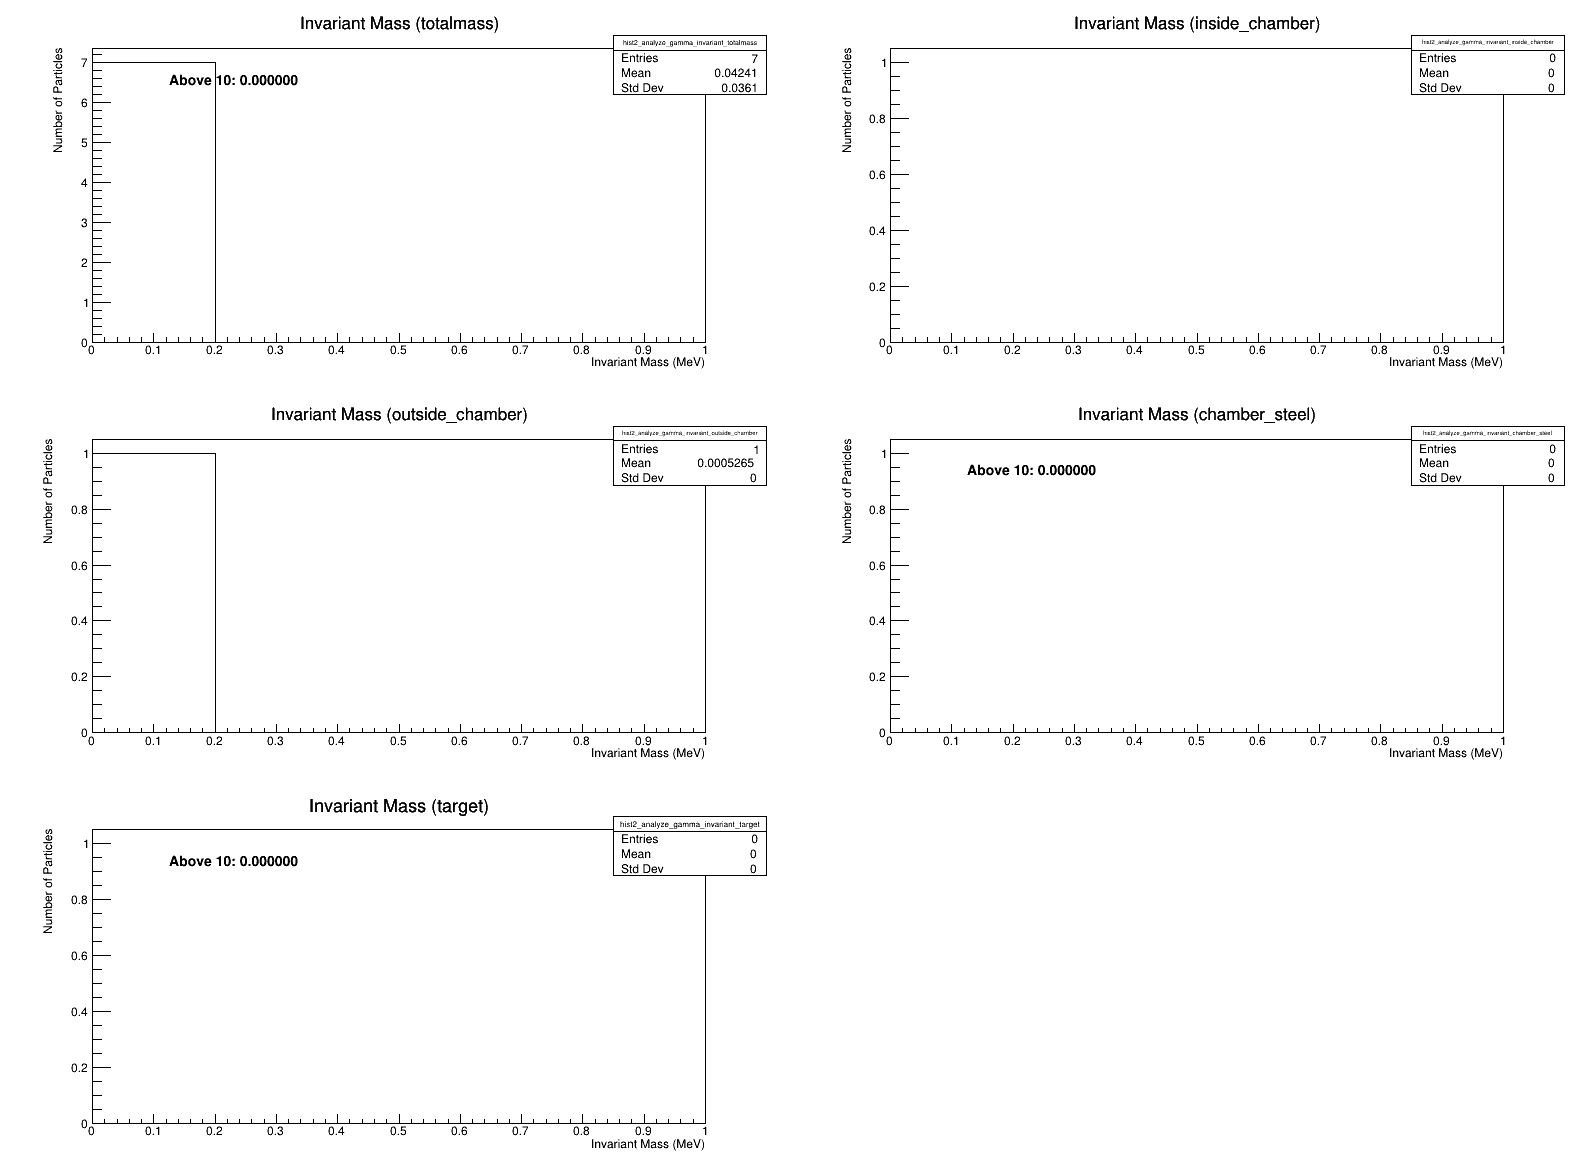 Invariant Mass (totalmass)
hist2_analyze_gamma_invariant_totalmass
Entries 7
Mean 0.04241
Std Dev 0.0361
Above 10: 0.000000
Number of Particles
7
6
5
4
3
2
1
0
0 0.1 0.2 0.3 0.4 0.5 0.6 0.7 0.8 0.9 1
Invariant Mass (MeV)
Invariant Mass (inside_chamber)
hist2_analyze_gamma_invariant_inside_chamber
Entries 0
Mean 0
Std Dev 0
Number of Particles
1
0.8
0.6
0.4
0.2
0
0 0.1 0.2 0.3 0.4 0.5 0.6 0.7 0.8 0.9 1
Invariant Mass (MeV)
Invariant Mass (outside_chamber)
hist2_analyze_gamma_invariant_outside_chamber
Entries 1
Mean 0.0005265
Std Dev 0
Number of Particles
1
0.8
0.6
0.4
0.2
0
0 0.1 0.2 0.3 0.4 0.5 0.6 0.7 0.8 0.9 1
Invariant Mass (MeV)
Invariant Mass (chamber_steel)
hist2_analyze_gamma_invariant_chamber_steel
Entries 0
Mean 0
Std Dev 0
Above 10: 0.000000
Number of Particles
1
0.8
0.6
0.4
0.2
0
0 0.1 0.2 0.3 0.4 0.5 0.6 0.7 0.8 0.9 1
Invariant Mass (MeV)
Invariant Mass (target)
hist2_analyze_gamma_invariant_target
Entries 0
Mean 0
Std Dev 0
Above 10: 0.000000
Number of Particles
1
0.8
0.6
0.4
0.2
0
0 0.1 0.2 0.3 0.4 0.5 0.6 0.7 0.8 0.9 1
Invariant Mass (MeV)